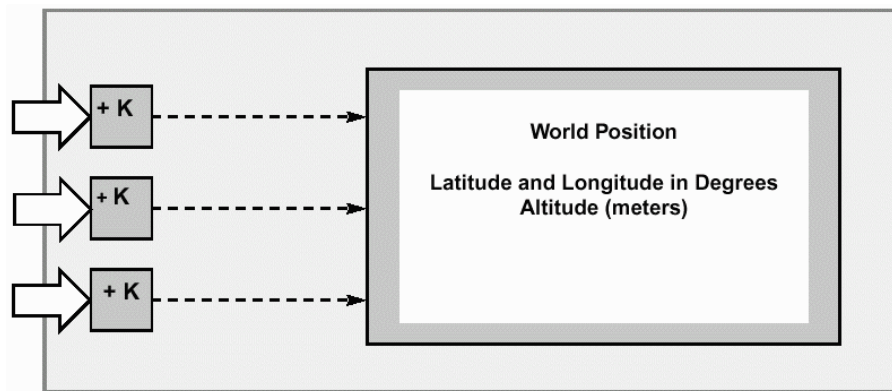 + K
World Position
+ K
Latitude and Longitude in Degrees
Altitude (meters)
+ K